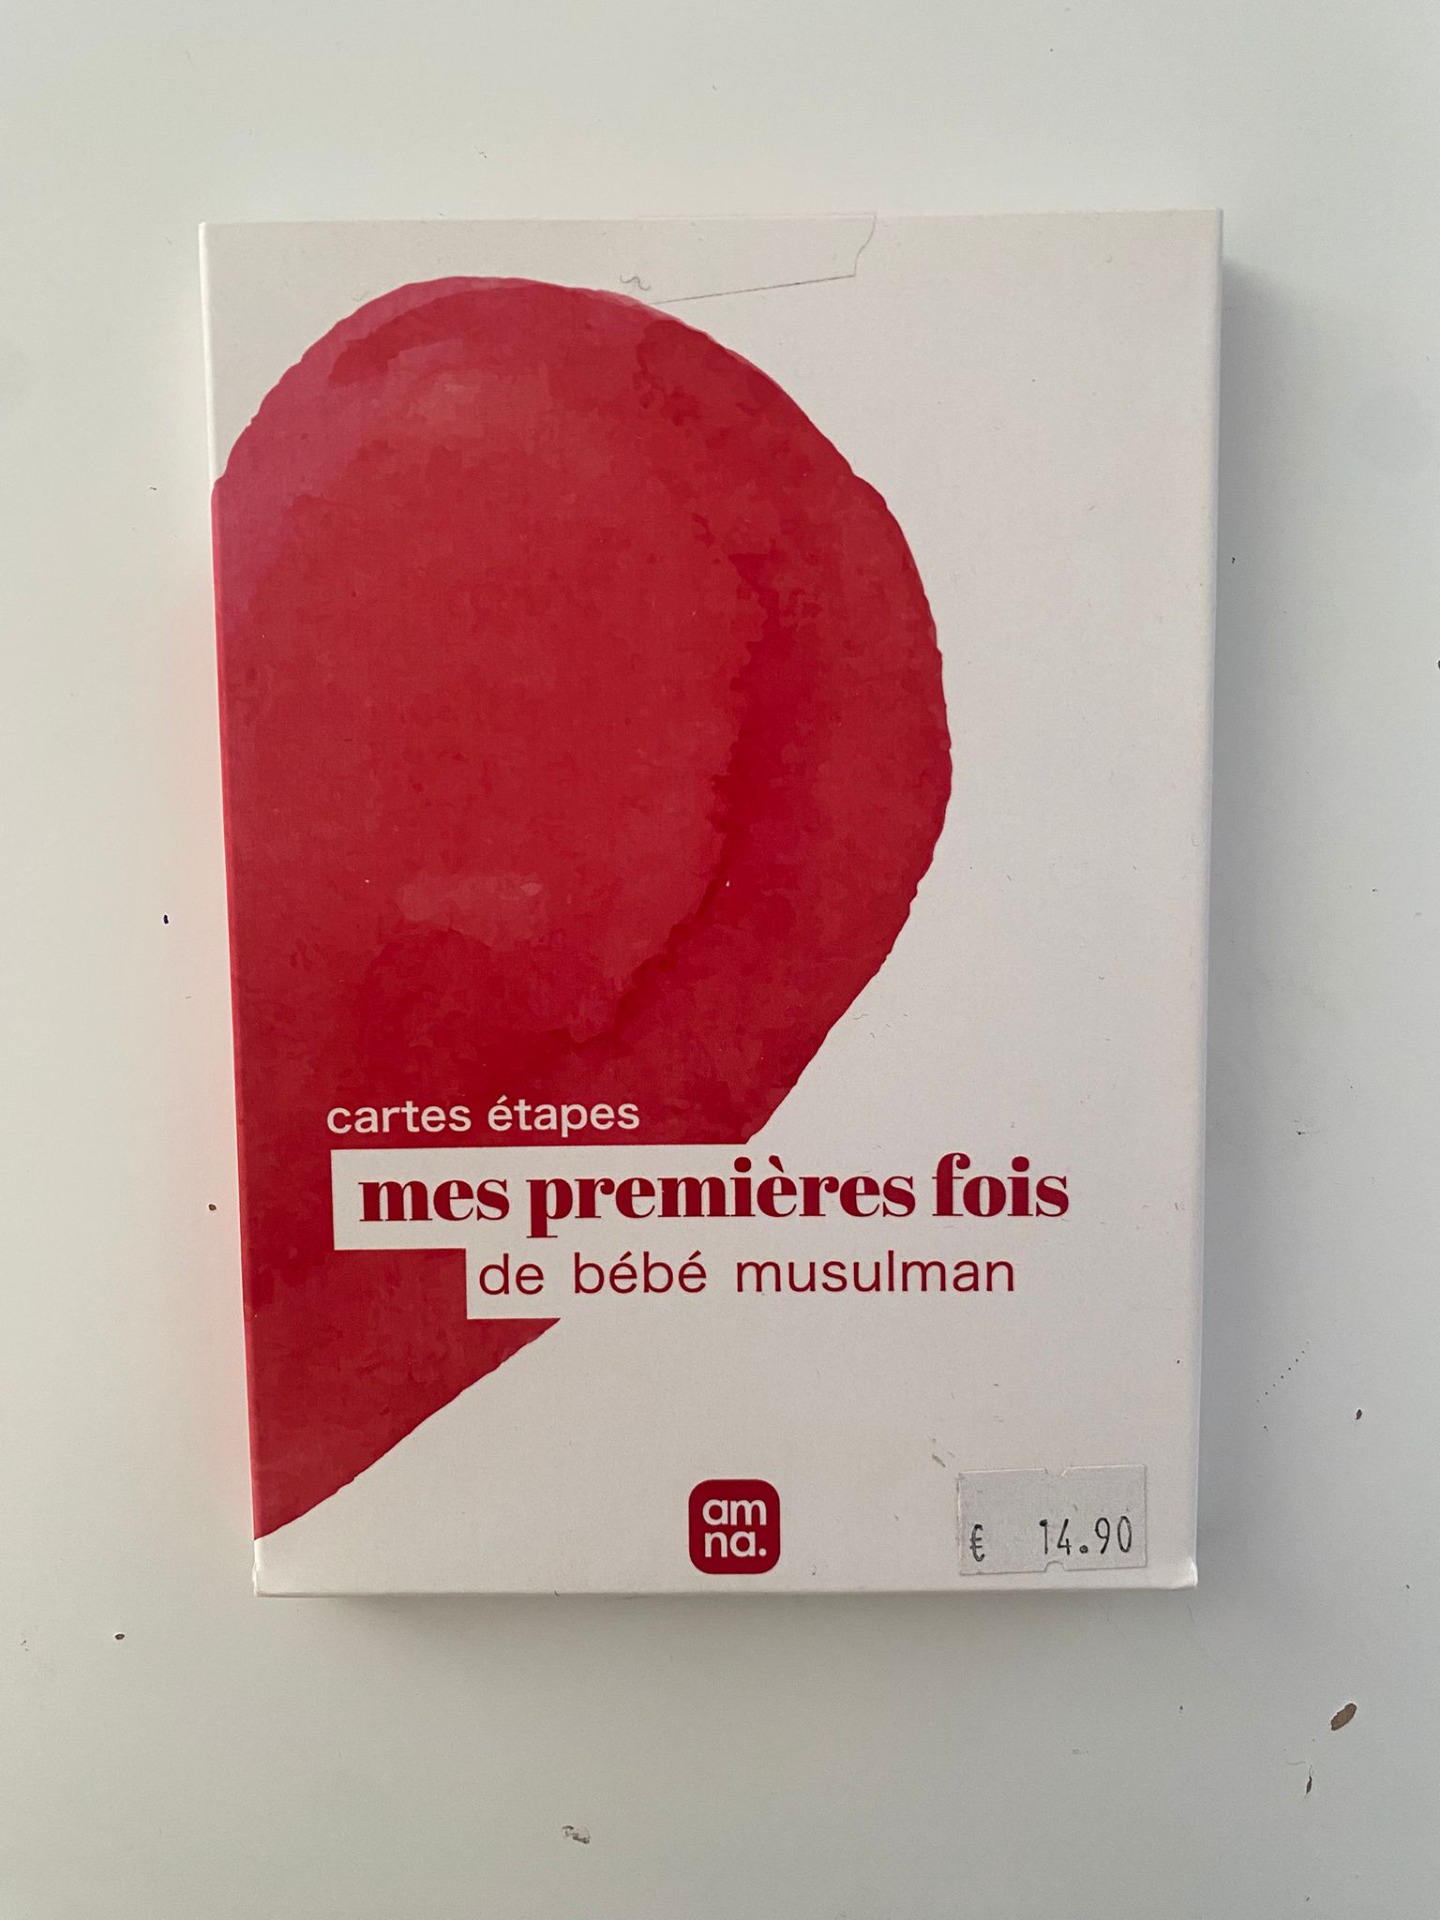 cartes étapes
mes premières fois
de bébé musulman
am
na.
€ 14.90